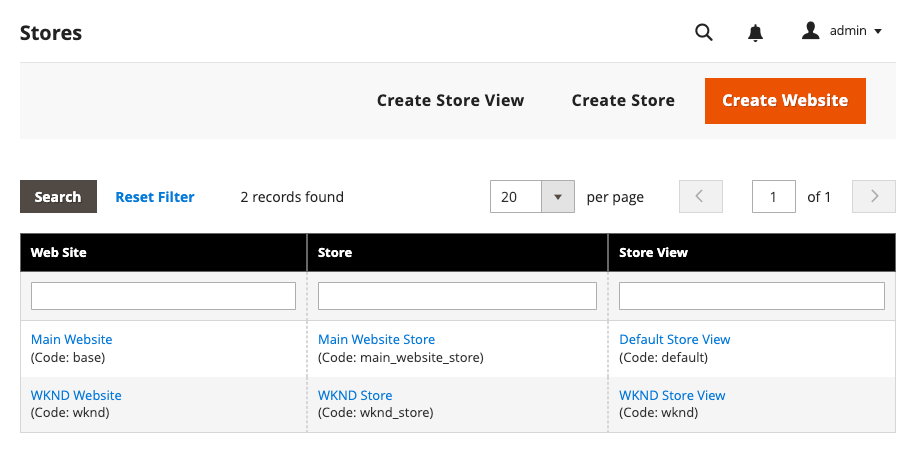 Stores
admin
Create Store View Create Store Create Website
Search Reset Filter 2 records found 20 per page 1 of 1
Web Site Store Store View
Main Website Main Website Store Default Store View
(Code: base) (Code: main_website_store) (Code: default)
WKND Website WKND Store WKND Store View
(Code: wknd) (Code: wknd_store) (Code: wknd)